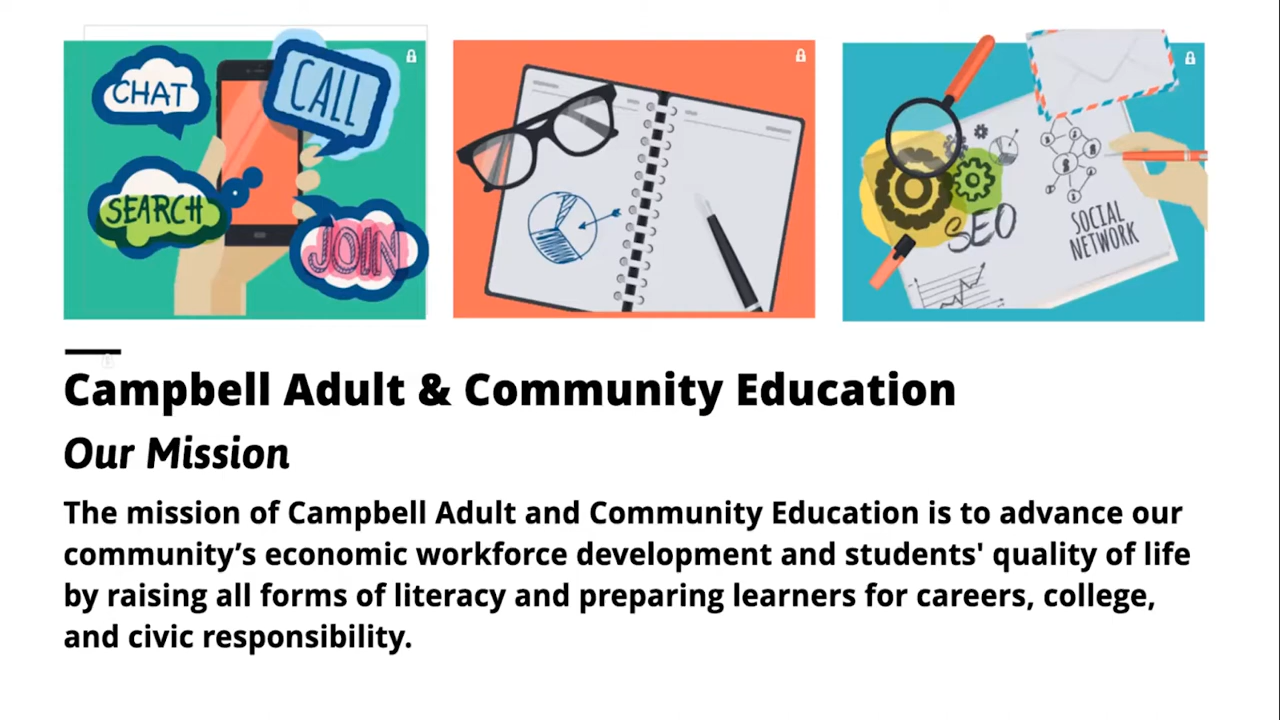 CHAT
CALL
SEARCH
JOIN
SEO
SOCIAL
NETWORK
Campbell Adult & Community Education
Our Mission
The mission of Campbell Adult and Community Education is to advance our
community’s economic workforce development and students' quality of life
by raising all forms of literacy and preparing learners for careers, college,
and civic responsibility.